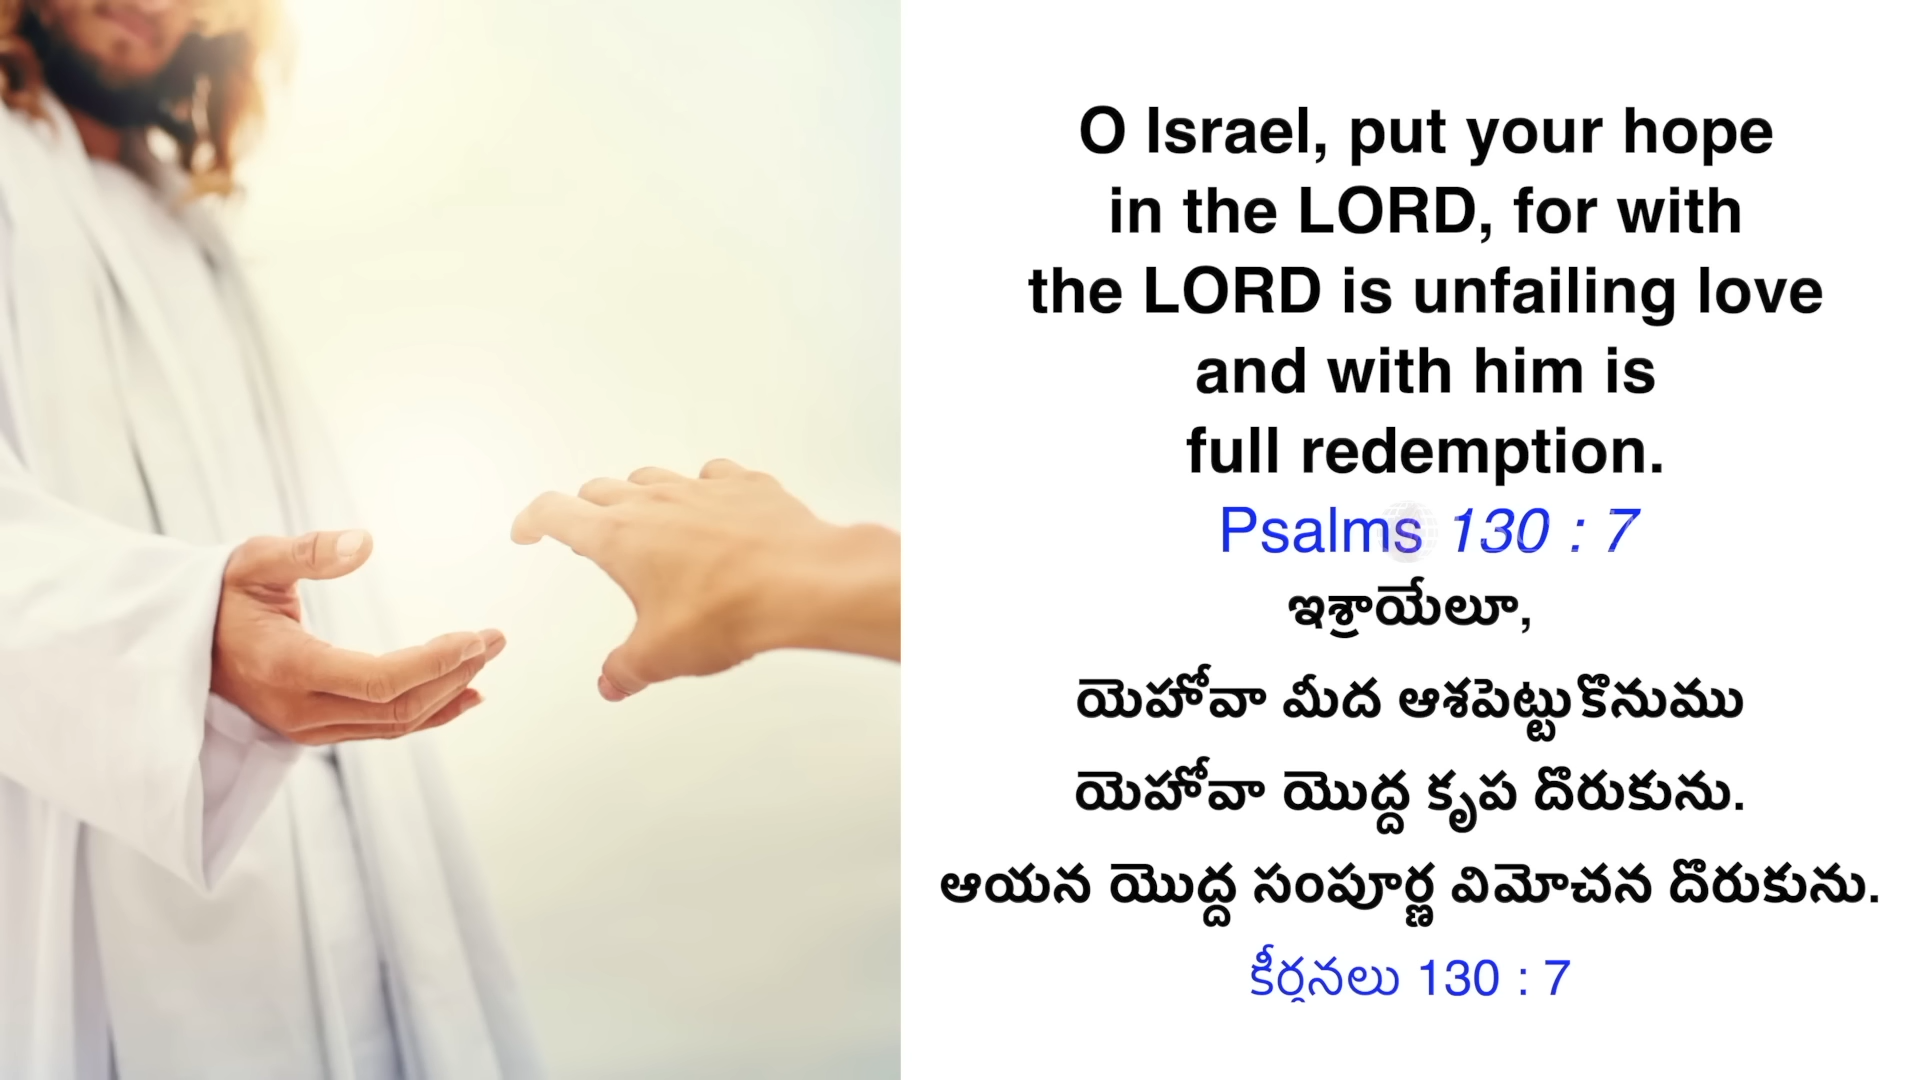 O Israel, put your hope
in the LORD, for with
the LORD is unfailing love
and with him is
full redemption.
Psalms 130 : 7
ఇశ్రాయేలూ,
యెహోవా మీద ఆశపెట్టుకొనుము
యెహోవా యొద్ద కృప దొరుకును.
ఆయన యొద్ద సంపూర్ణ విమోచన దొరుకును.
కీర్తనలు 130 : 7